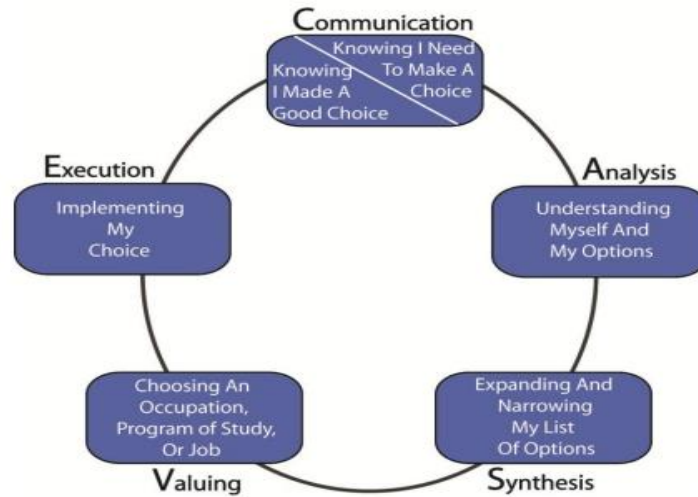 Communication
Knowing I Need
To Make A
Choice
Knowing
I Made A
Good Choice
Analysis
Understanding
Myself And
My Options
Expanding And
Narrowing
My List
Of Options
Synthesis
Choosing An
Occupation,
Program of Study,
Or Job
Valuing
Execution
Implementing
My
Choice